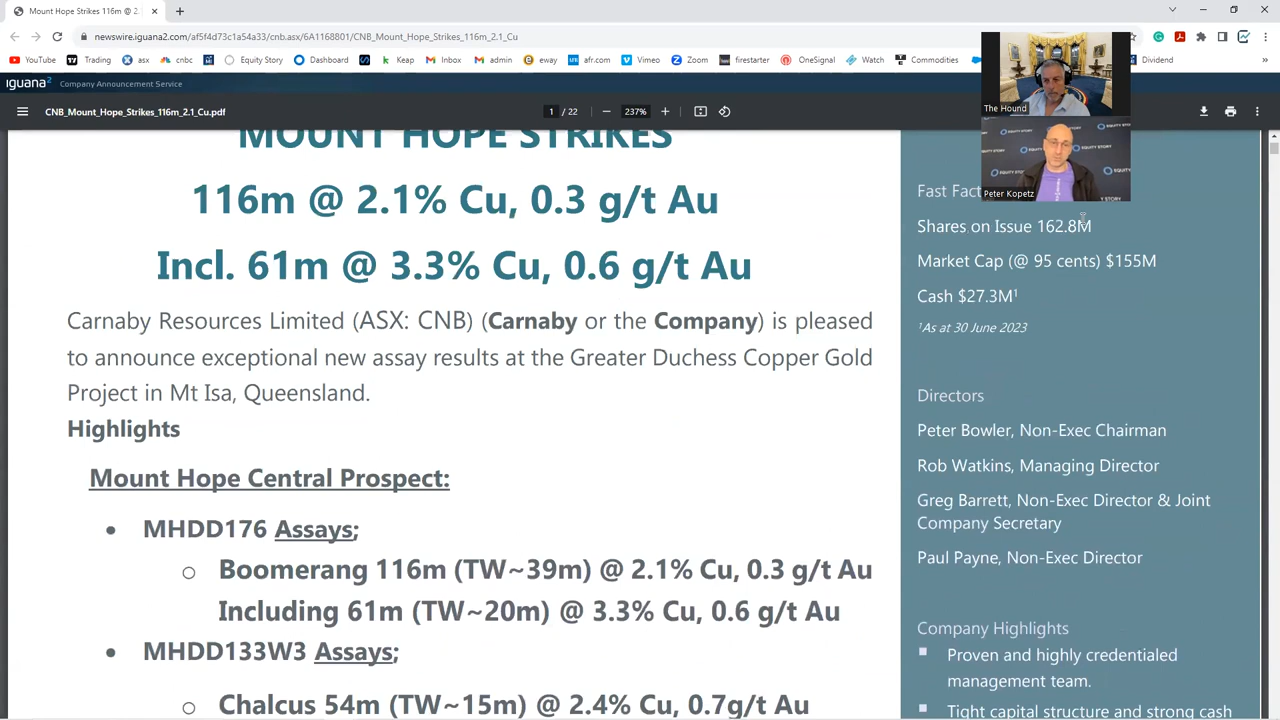 Mount Hope Strikes 116m @ 2.
newswire.iguana2.com/af5f4d73c1a54a33/cnb.asx/6A1168801/CNB_Mount_Hope_Strikes_116m_2.1_Cu
YouTube Trading asx cnbc Equity Story Dashboard Keap Inbox admin eway afr.com Vimeo Zoom firestarter OneSignal Watch Commodities Dividend
iguana2 Company Announcement Service
CNB_Mount_Hope_Strikes_116m_2.1_Cu.pdf 1 / 22 237%
The Hound
EQUITY STORY
Peter Kopetz
MOUNT HOPE STRIKES
116m @ 2.1% Cu, 0.3 g/t Au
Incl. 61m @ 3.3% Cu, 0.6 g/t Au
Carnaby Resources Limited (ASX: CNB) (Carnaby or the Company) is pleased
to announce exceptional new assay results at the Greater Duchess Copper Gold
Project in Mt Isa, Queensland.
Highlights
Mount Hope Central Prospect:
• MHDD176 Assays;
o Boomerang 116m (TW~39m) @ 2.1% Cu, 0.3 g/t Au
Including 61m (TW~20m) @ 3.3% Cu, 0.6 g/t Au
• MHDD133W3 Assays;
o Chalcus 54m (TW~15m) @ 2.4% Cu, 0.7g/t Au
Fast Fac
Shares on Issue 162.8M
Market Cap (@ 95 cents) $155M
Cash $27.3M¹
¹As at 30 June 2023
Directors
Peter Bowler, Non-Exec Chairman
Rob Watkins, Managing Director
Greg Barrett, Non-Exec Director & Joint
Company Secretary
Paul Payne, Non-Exec Director
Company Highlights
Proven and highly credentialed
management team.
Tight capital structure and strong cash